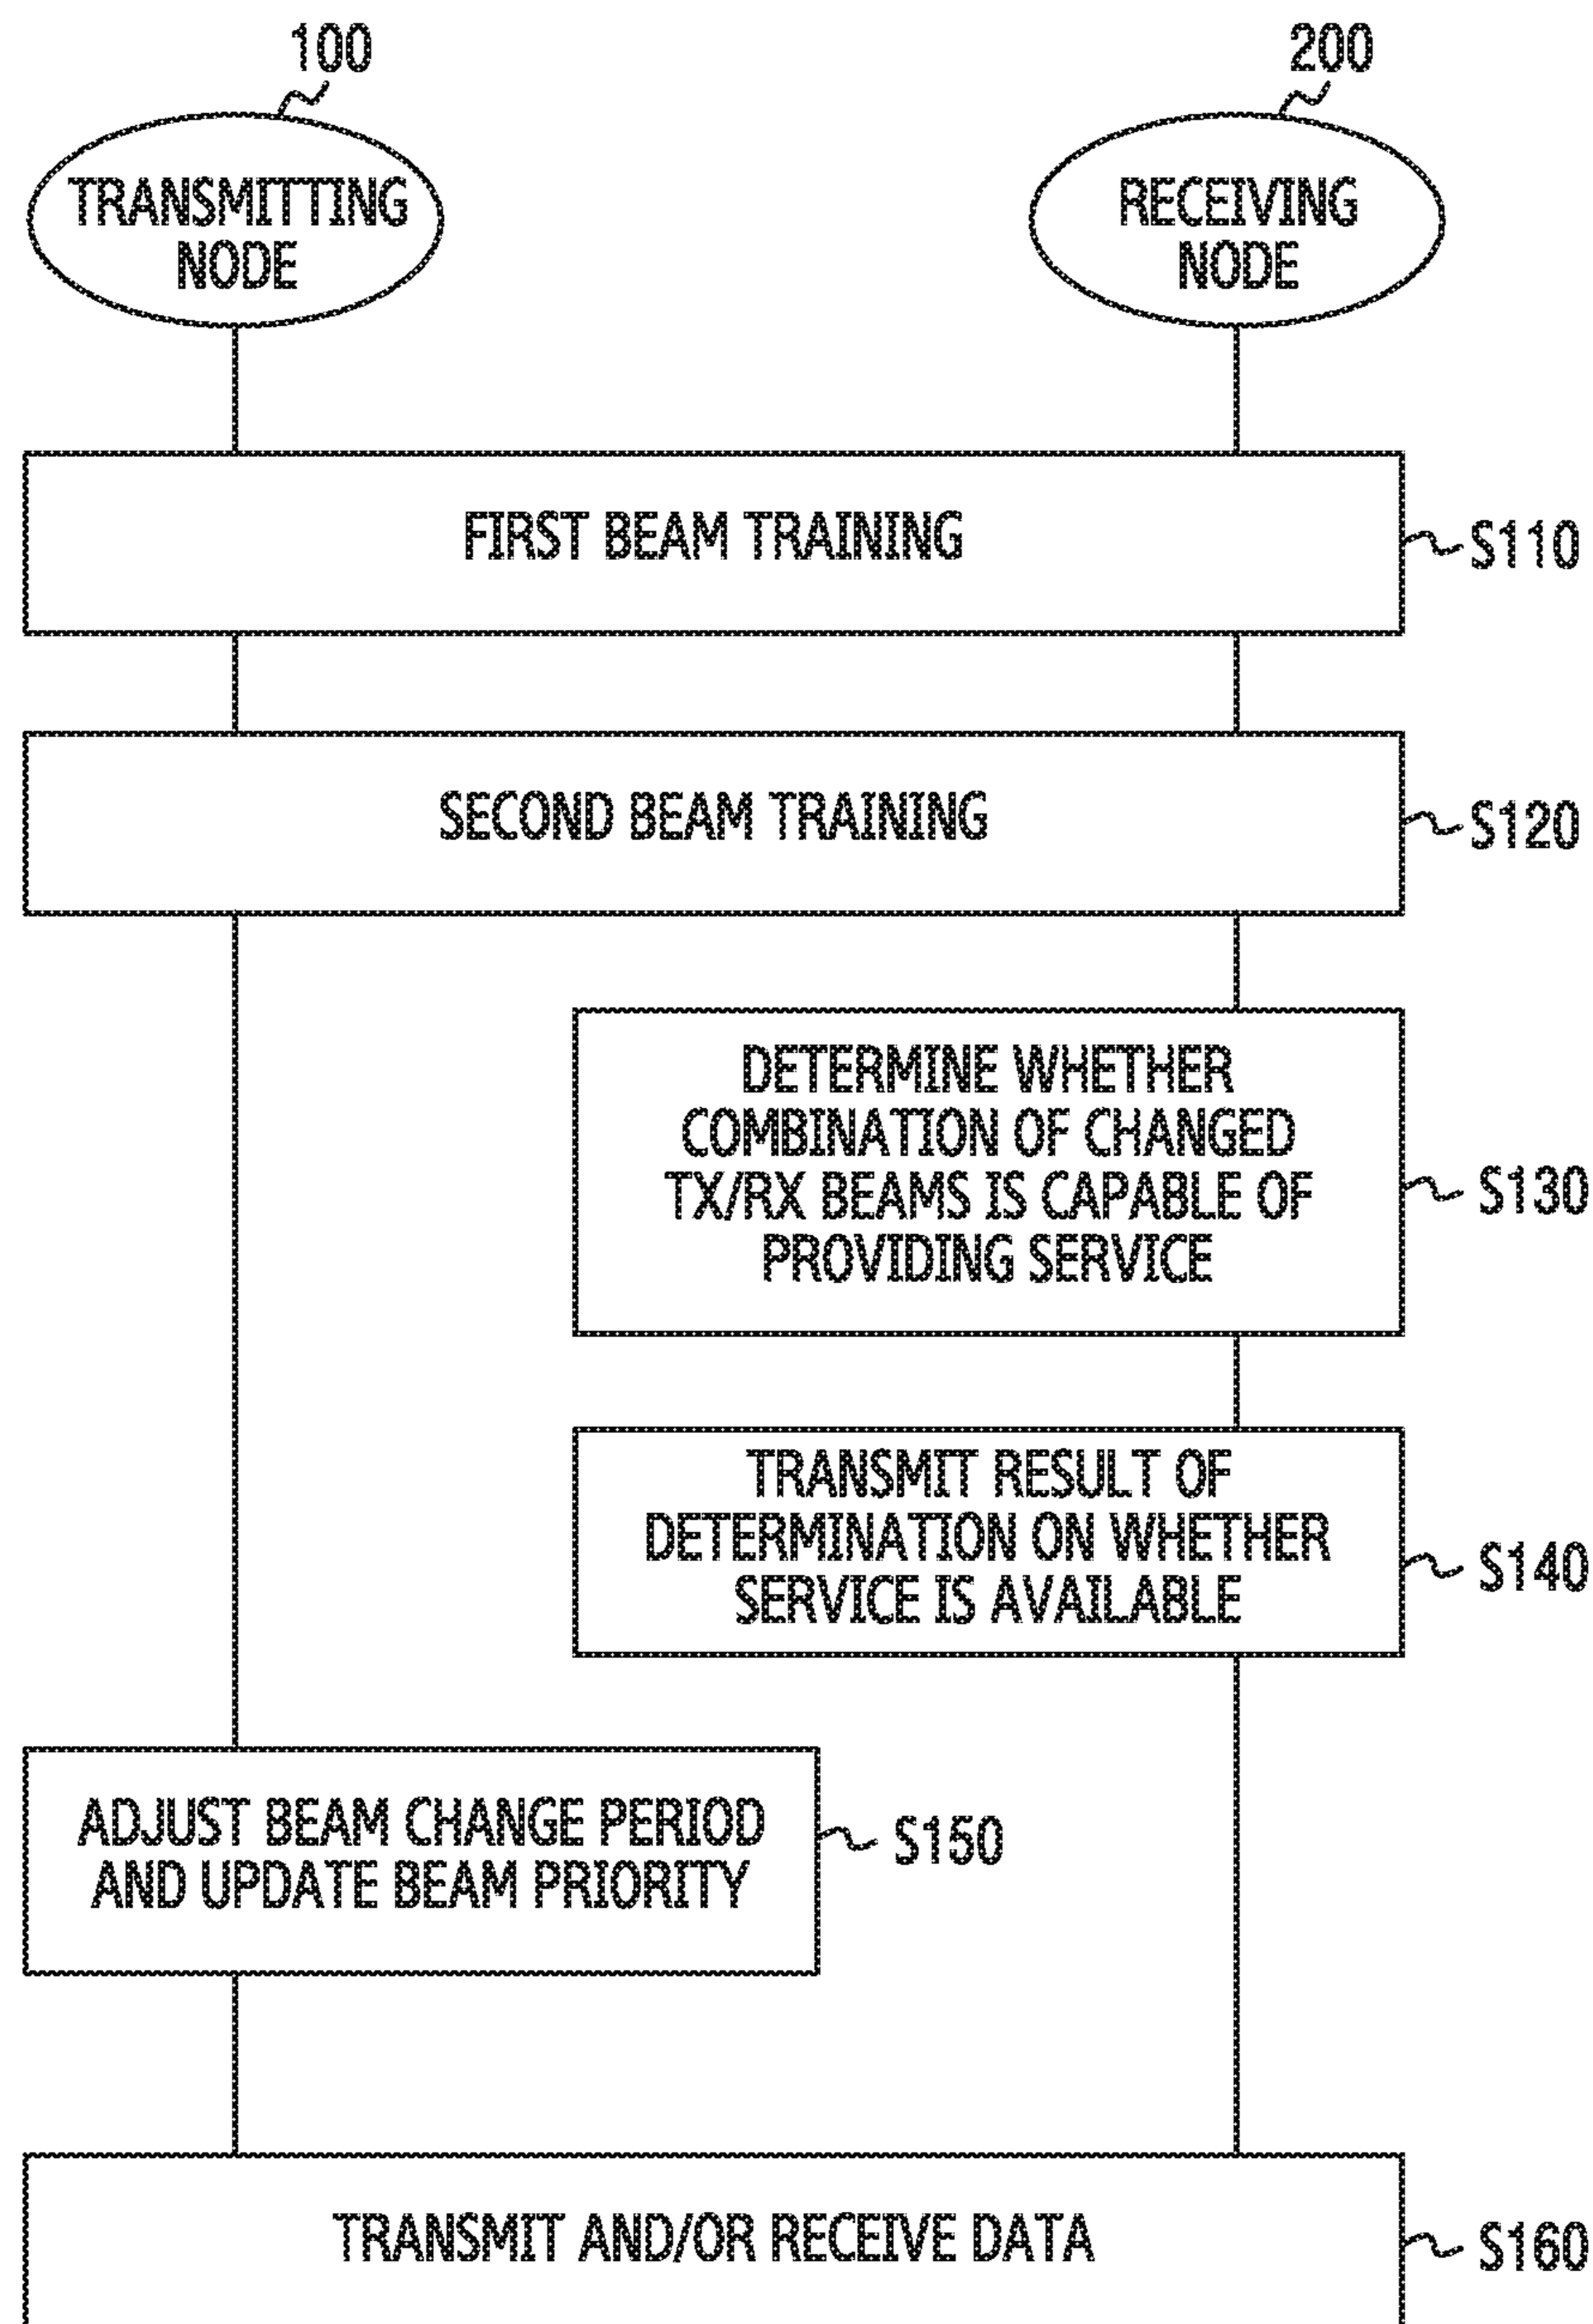 100
200
TRANSMITTING
NODE
RECEIVING
NODE
FIRST BEAM TRAINING
S110
SECOND BEAM TRAINING
S120
DETERMINE WHETHER
COMBINATION OF CHANGED
TX/RX BEAMS IS CAPABLE OF
PROVIDING SERVICE
S130
TRANSMIT RESULT OF
DETERMINATION ON WHETHER
SERVICE IS AVAILABLE
S140
ADJUST BEAM CHANGE PERIOD
AND UPDATE BEAM PRIORITY
S150
TRANSMIT AND/OR RECEIVE DATA
S160